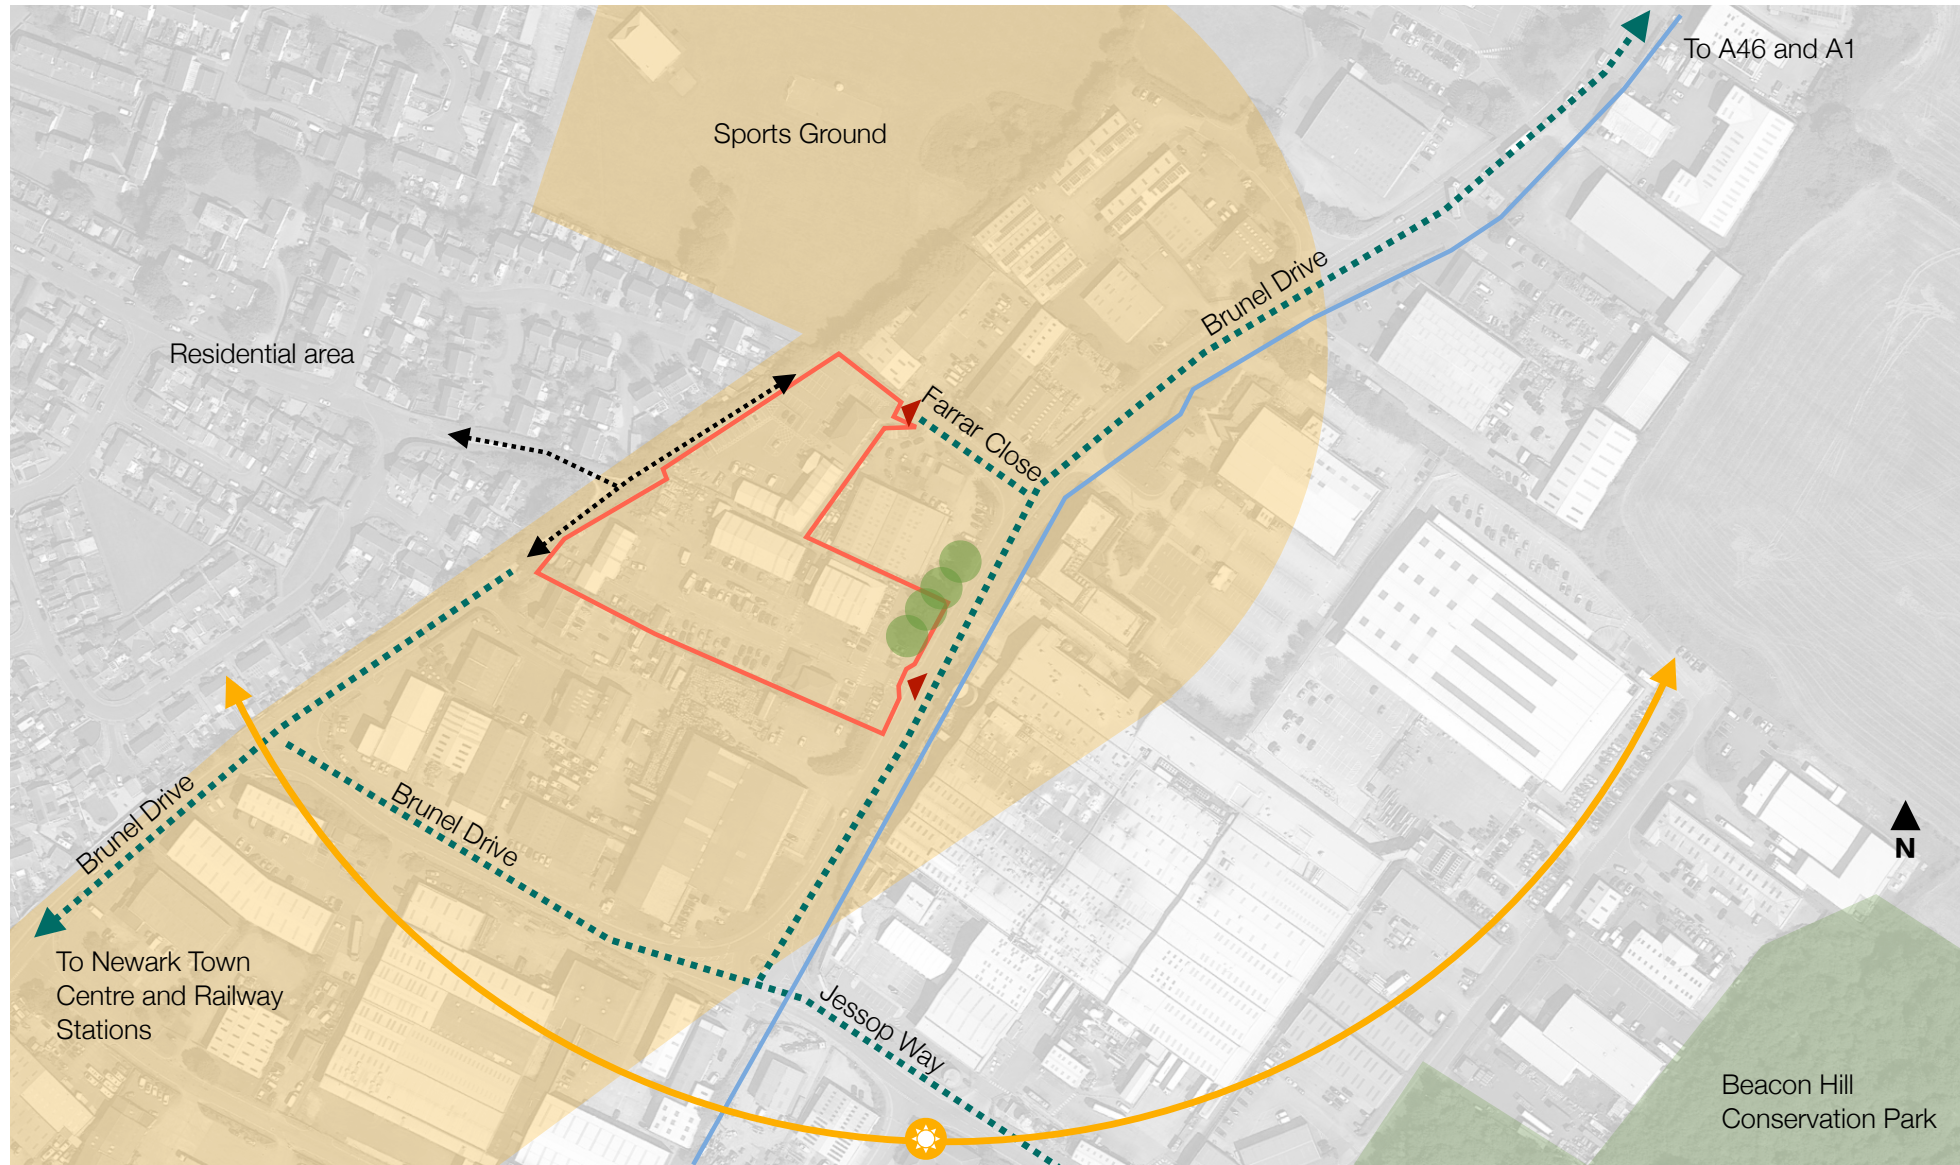 To A46 and A1
Sports Ground
Brunel Drive
Residential area
Farrar Close
Brunel Drive
Brunel Drive
N
To Newark Town
Centre and Railway
Stations
Jessop Way
Beacon Hill
Conservation Park